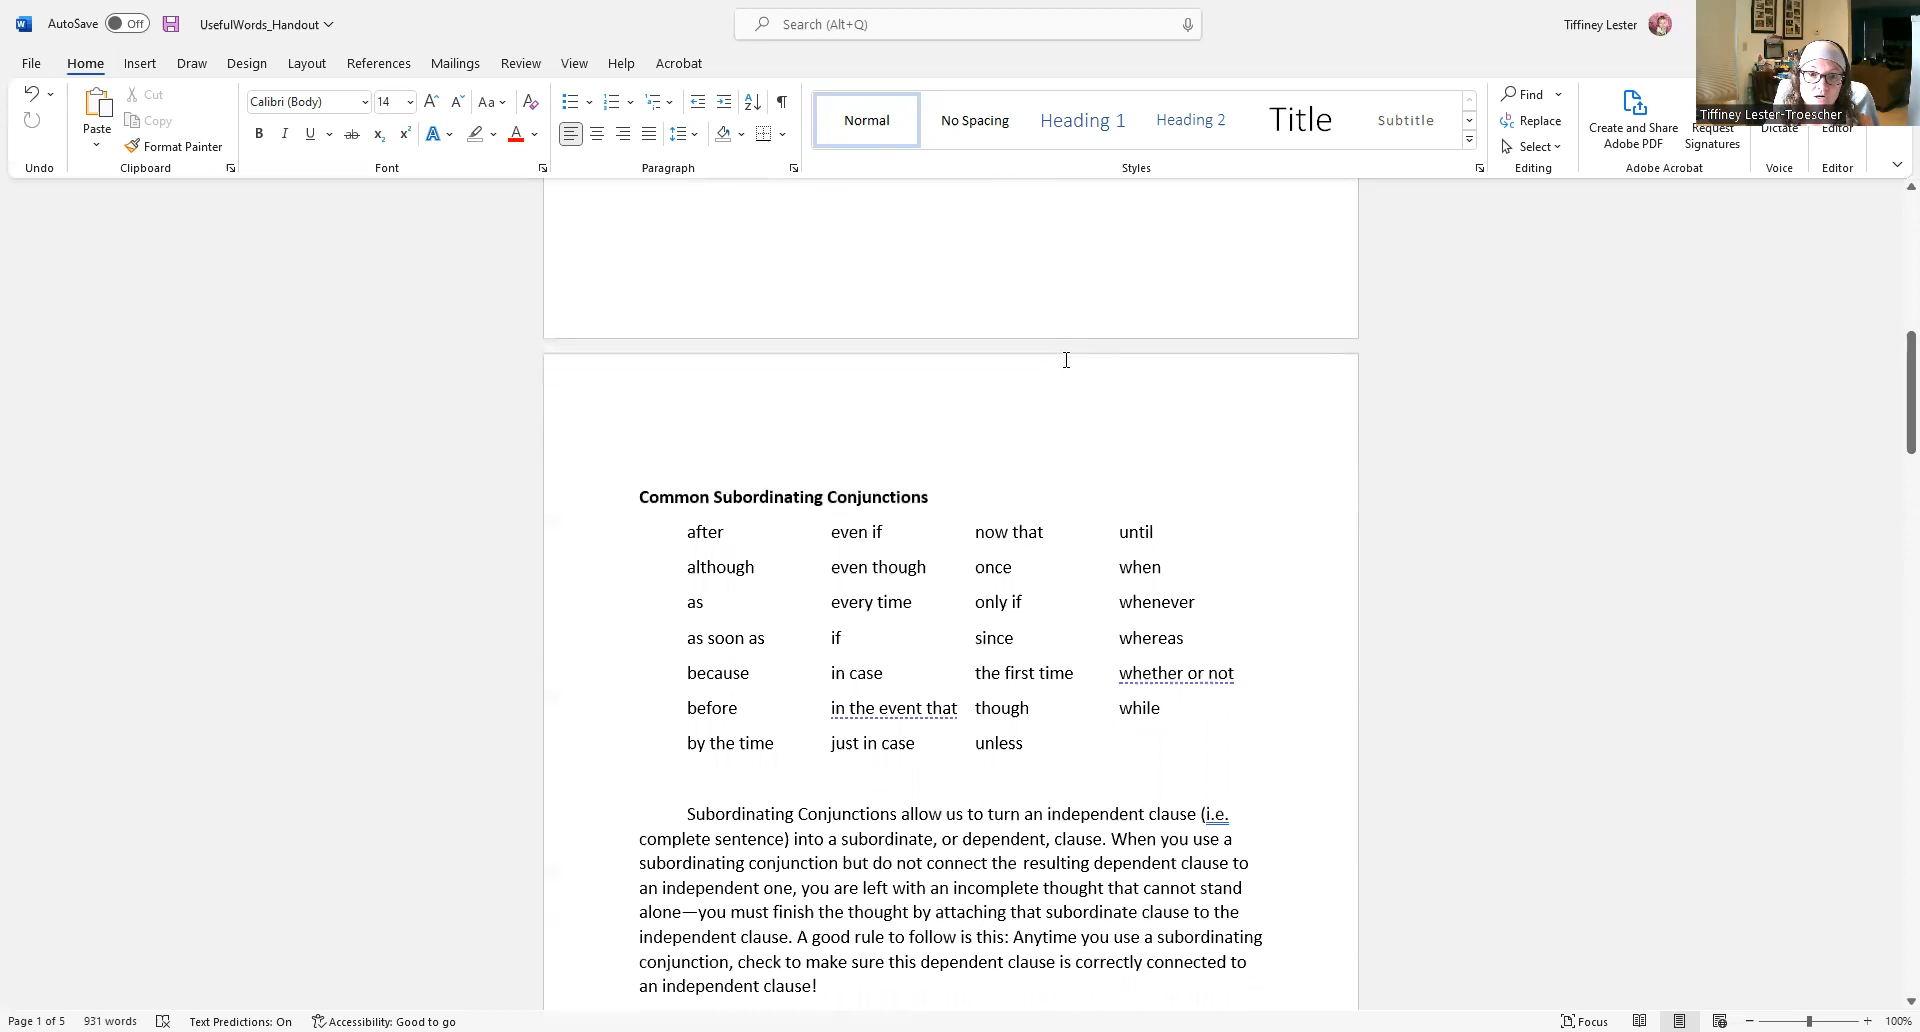 AutoSave Off UsefulWords_Handout Search (Alt+Q) Tiffiney Lester
File Home Insert Draw Design Layout References Mailings Review View Help Acrobat
Tiffiney Lester-Troescher
Paste Cut Copy Format Painter
Calibri (Body) 14 Aa
B I U ab x₂ x² A A
Normal No Spacing Heading 1 Heading 2 Title Subtitle
Find Replace Select
Create and Share Adobe PDF Request Signatures Dictate Editor
Undo Clipboard Font Paragraph Styles Editing Adobe Acrobat Voice Editor
Common Subordinating Conjunctions
after even if now that until
although even though once when
as every time only if whenever
as soon as if since whereas
because in case the first time whether or not
before in the event that though while
by the time just in case unless
Subordinating Conjunctions allow us to turn an independent clause (i.e.
complete sentence) into a subordinate, or dependent, clause. When you use a
subordinating conjunction but do not connect the resulting dependent clause to
an independent one, you are left with an incomplete thought that cannot stand
alone—you must finish the thought by attaching that subordinate clause to the
independent clause. A good rule to follow is this: Anytime you use a subordinating
conjunction, check to make sure this dependent clause is correctly connected to
an independent clause!
Page 1 of 5 931 words Text Predictions: On Accessibility: Good to go Focus 100%